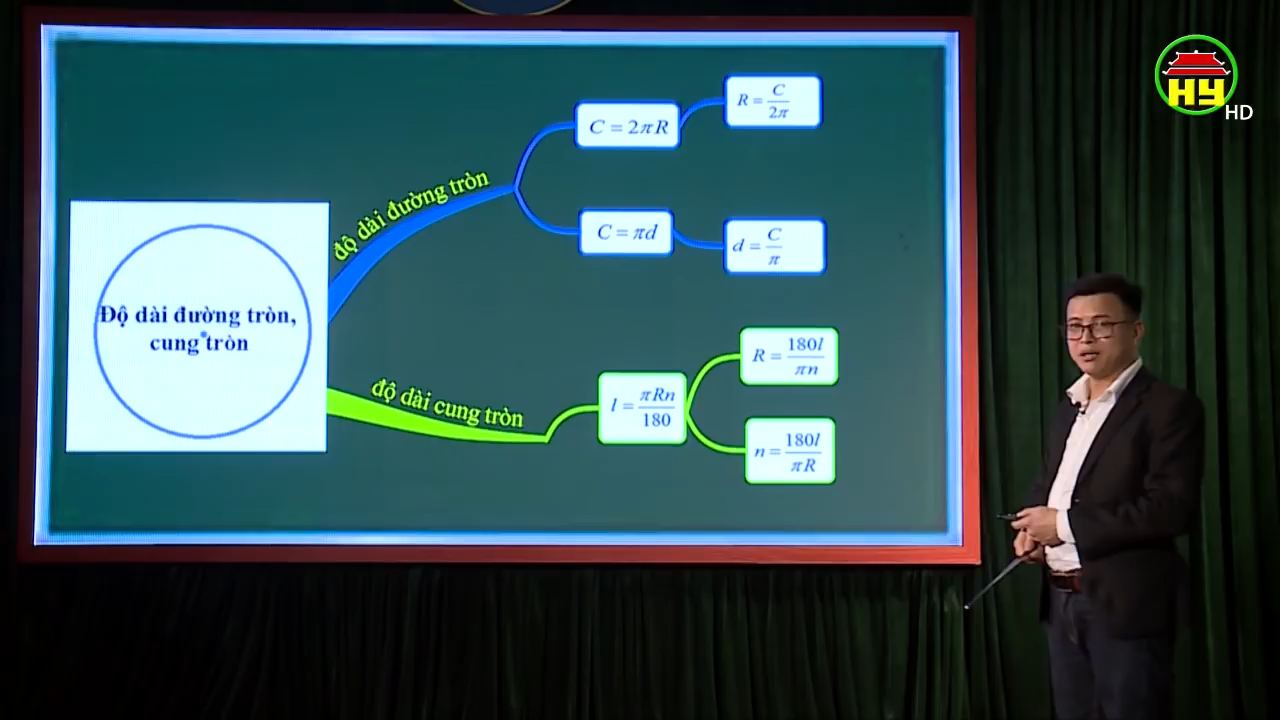 Độ dài đường tròn,
cung tròn
độ dài đường tròn
C = 2πR
R = C/2π
C = πd
d = C/π
độ dài cung tròn
l = πRn/180
R = 180l/πn
n = 180l/πR
HY
HD